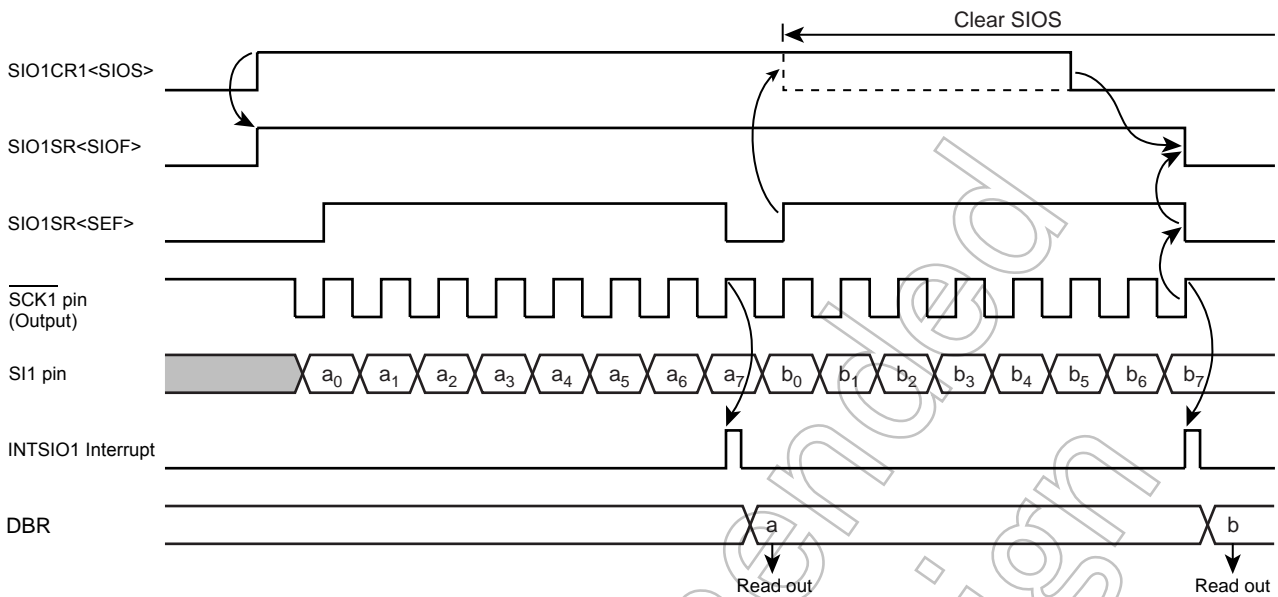 Clear SIOS
SIO1CR1<SIOS>
SIO1SR<SIOF>
SIO1SR<SEF>
SCK1 pin
(Output)
SI1 pin
a0 a1 a2 a3 a4 a5 a6 a7 b0 b1 b2 b3 b4 b5 b6 b7
INTSIO1 Interrupt
DBR
a b
Read out Read out